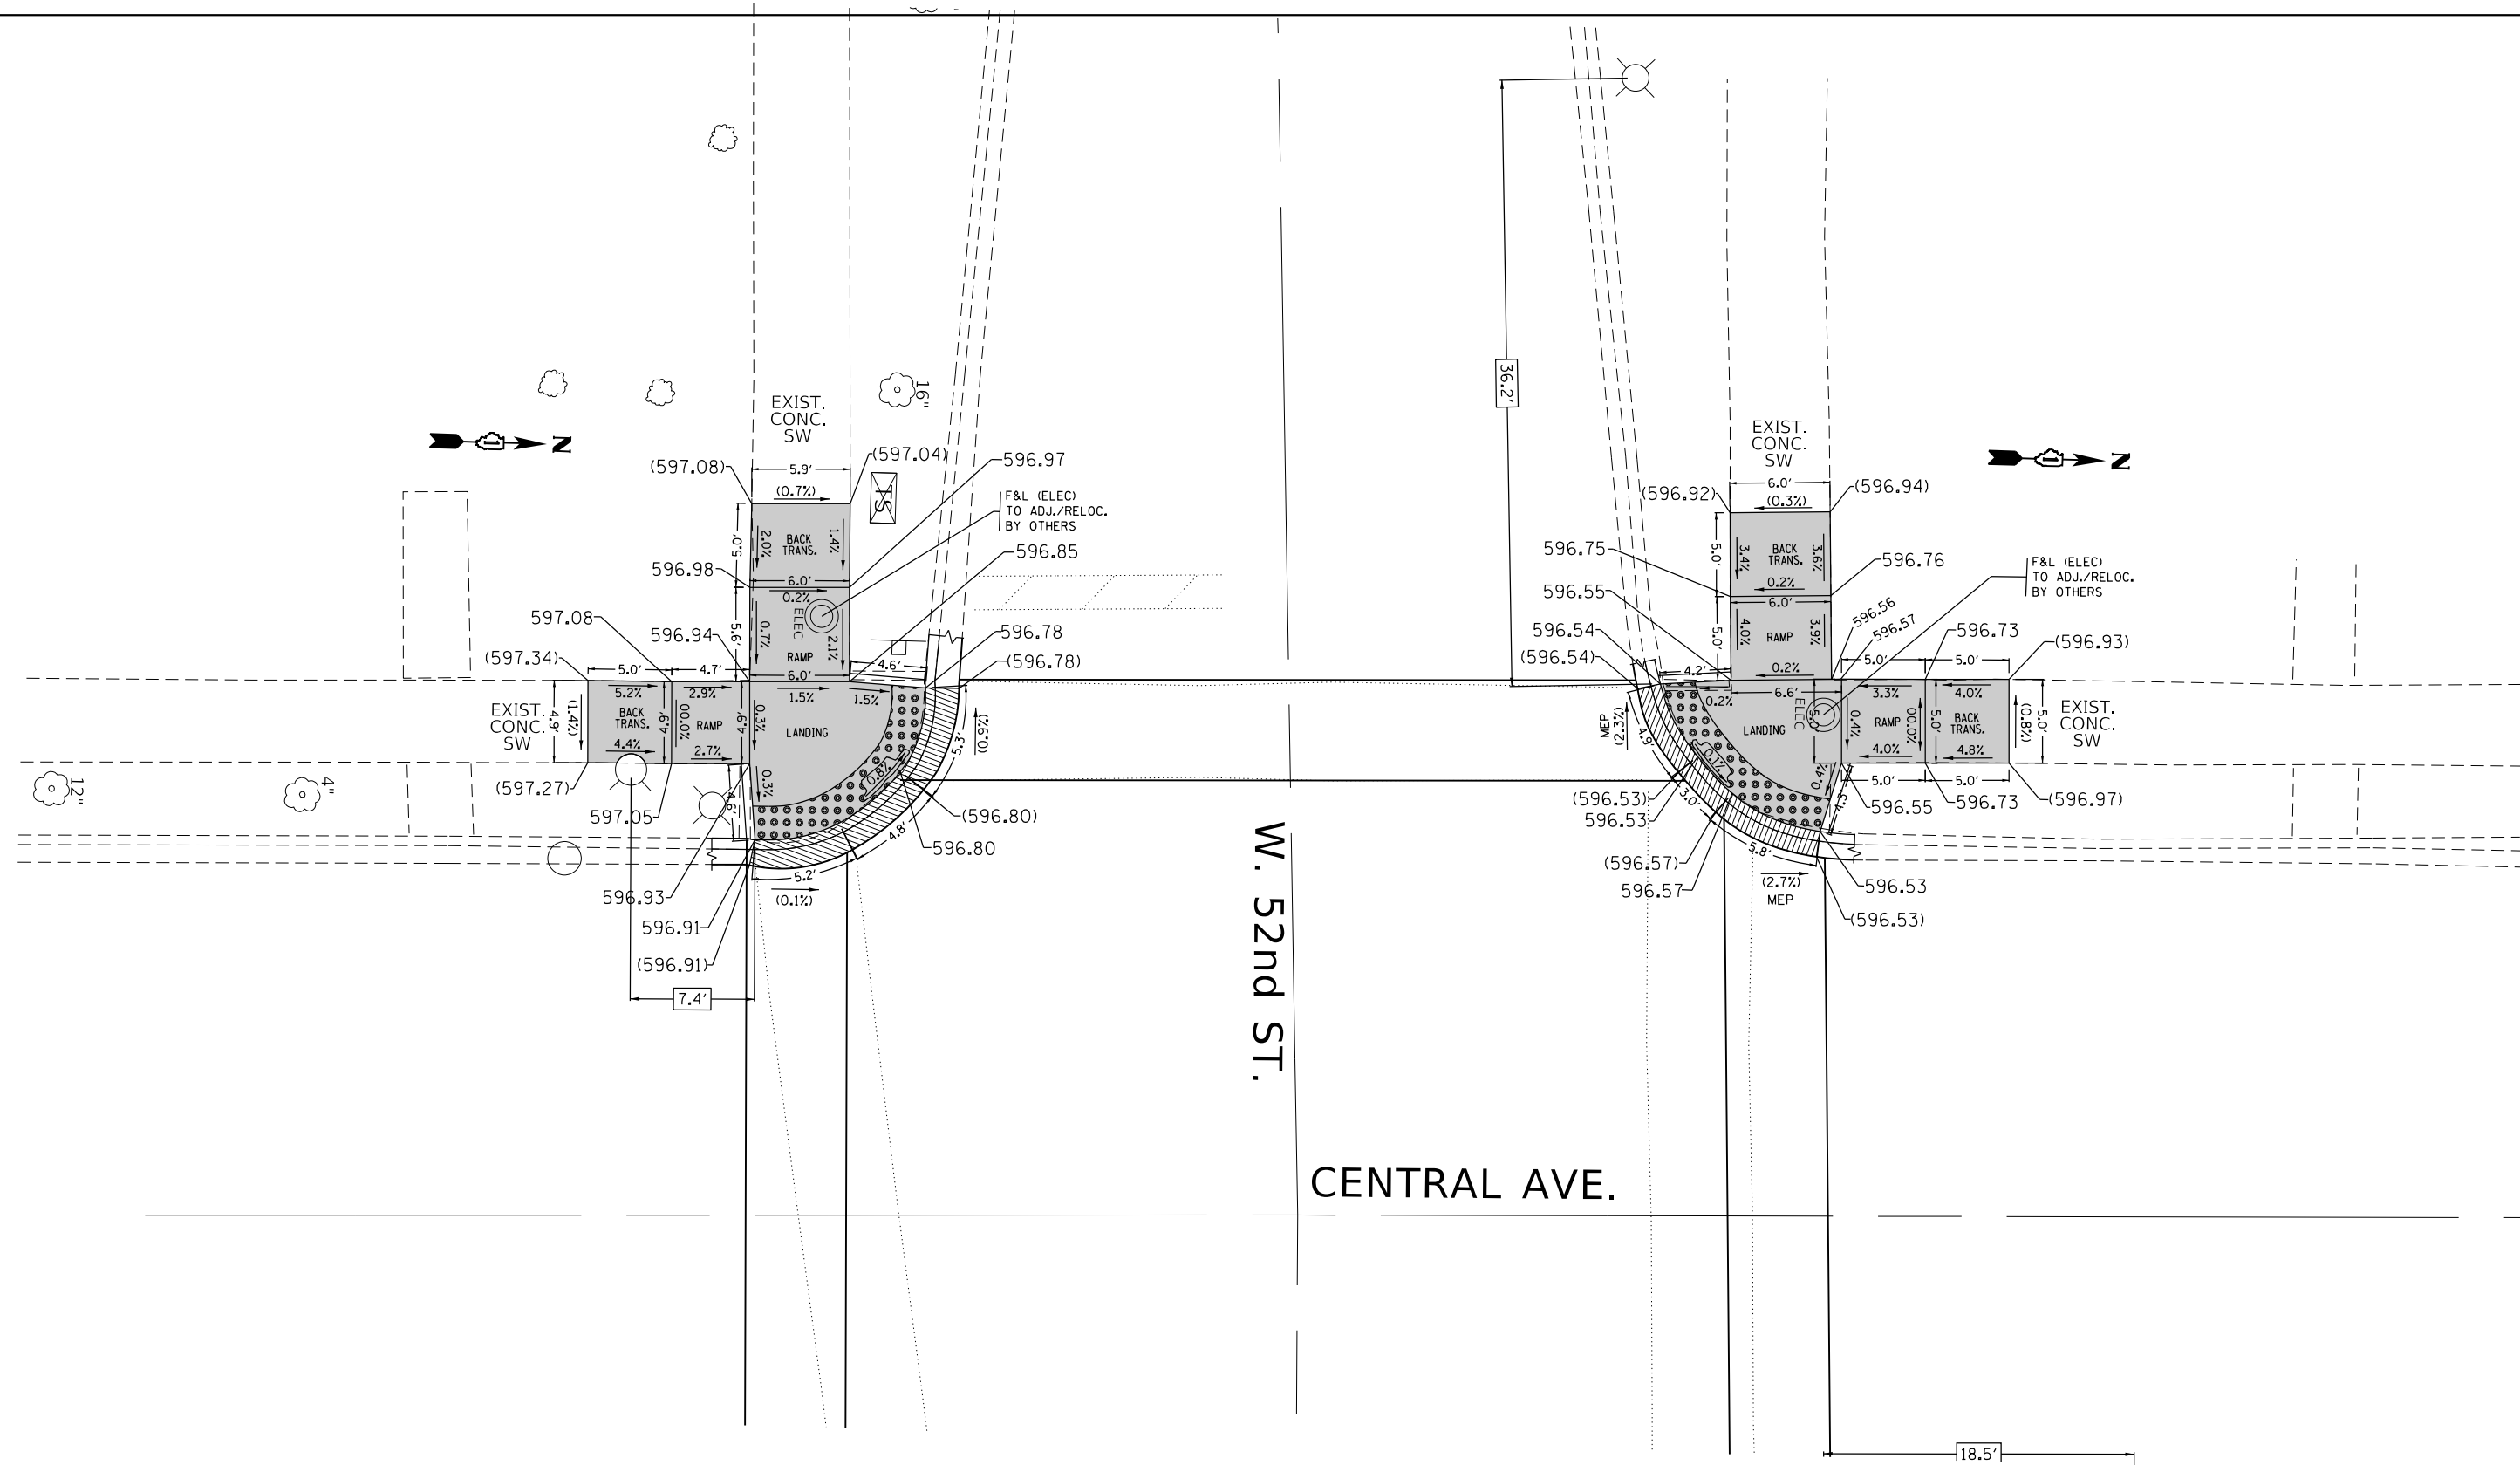 36.2'
16"
EXIST.
CONC.
SW
N
(597.08)
(597.04)
5.9'
(0.7%)
TS
596.97
F&L (ELEC)
TO ADJ./RELOC.
BY OTHERS
5.0'
2.0%
BACK
TRANS.
1.4%
596.85
596.98
6.0'
0.2%
ELEC
597.08
596.94
5.6'
0.7%
RAMP
2.1%
6.0'
4.6'
596.78
(596.78)
(597.34)
5.0'
4.7'
5.2%
2.9%
1.5%
1.5%
EXIST.
CONC.
SW
4.9'
(1.4%)
BACK
TRANS.
4.9'
00.0%
RAMP
4.9'
0.3%
LANDING
4.4%
2.7%
0.3%
0.8%
5.3'
(0.9%)
(597.27)
597.05
4.6'
(596.80)
4.8'
596.80
12"
4"
596.93
5.2'
(0.1%)
596.91
(596.91)
7.4'
EXIST.
CONC.
SW
N
(596.92)
6.0'
(0.3%)
(596.94)
596.75
5.0'
3.4%
BACK
TRANS.
3.6%
596.76
F&L (ELEC)
TO ADJ./RELOC.
BY OTHERS
0.2%
6.0'
596.55
5.0'
4.0%
RAMP
3.9%
596.56
596.57
596.54
(596.54)
596.73
(596.93)
4.2'
0.2%
0.2%
6.6'
5.0'
5.0'
MEP
(2.3%)
4.9'
0.1%
LANDING
5.0'
ELEC
0.4%
3.3%
RAMP
4.0%
00.0%
5.0'
4.0%
BACK
TRANS.
4.8%
(0.8%)
5.0'
EXIST.
CONC.
SW
0.4%
4.3'
5.0'
5.0'
(596.53)
596.53
3.0'
596.55
596.73
(596.97)
(596.57)
596.57
5.8'
(2.7%)
MEP
596.53
(596.53)
W. 52nd ST.
CENTRAL AVE.
18.5'